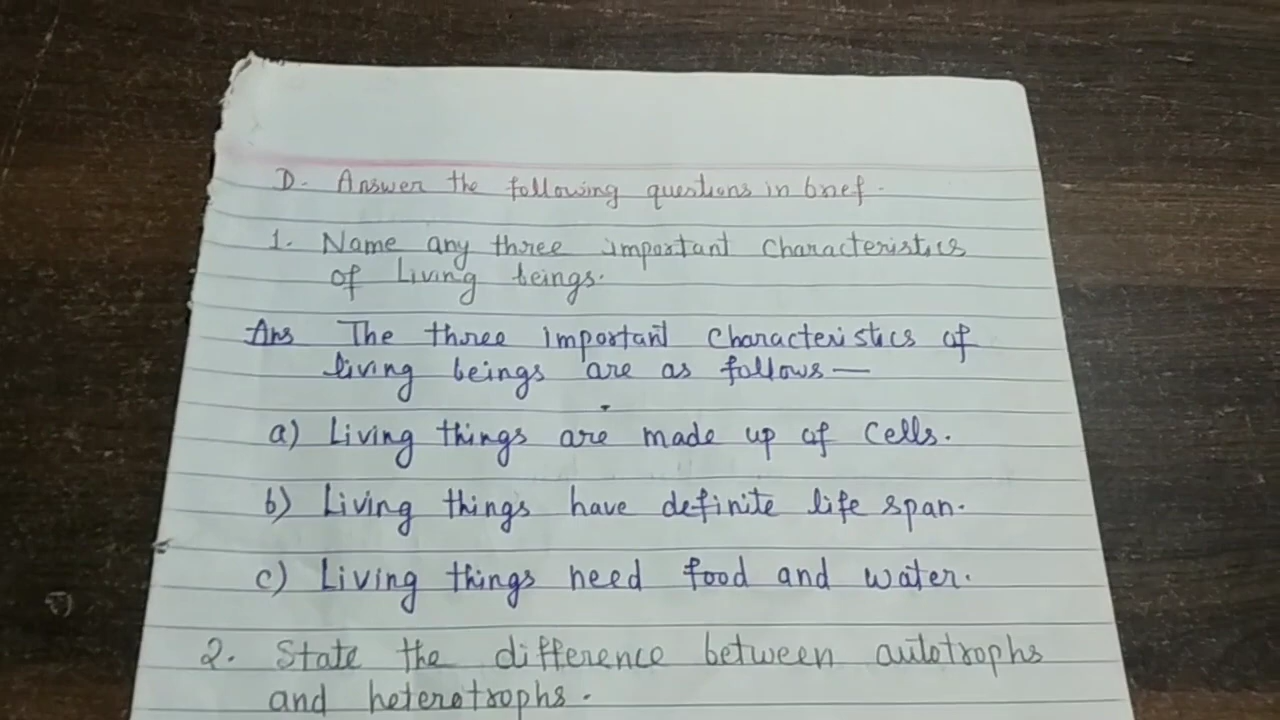 D. Answer the following questions in brief.
1. Name any three important characteristics
of Living beings.
Ans The three important characteristics of
living beings are as follows —
a) Living things are made up of cells.
b) Living things have definite life span.
c) Living things need food and water.
2. State the difference between autotrophs
and heterotrophs.